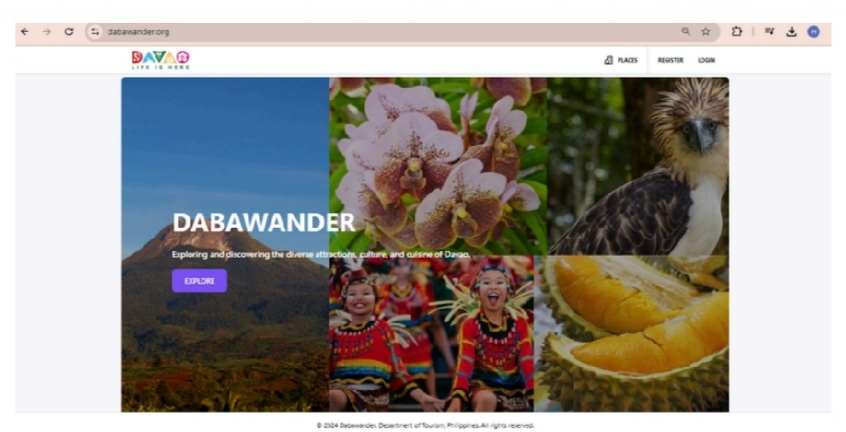 dabawander.org
DAVAO
LIFE IS HERE
PLACES
REGISTER
LOGIN
DABAWANDER
Exploring and discovering the diverse attractions, culture, and cuisine of Davao.
EXPLORE
© 2024 Dabawander, Department of Tourism, Philippines. All rights reserved.